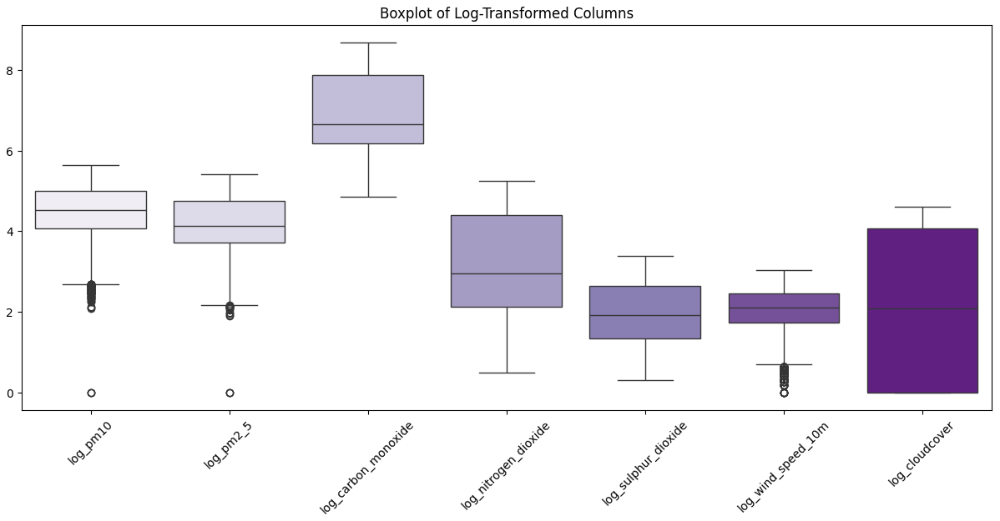 Boxplot of Log-Transformed Columns
8
6
4
2
0
log_pm10
log_pm2_5
log_carbon_monoxide
log_nitrogen_dioxide
log_sulphur_dioxide
log_wind_speed_10m
log_cloudcover